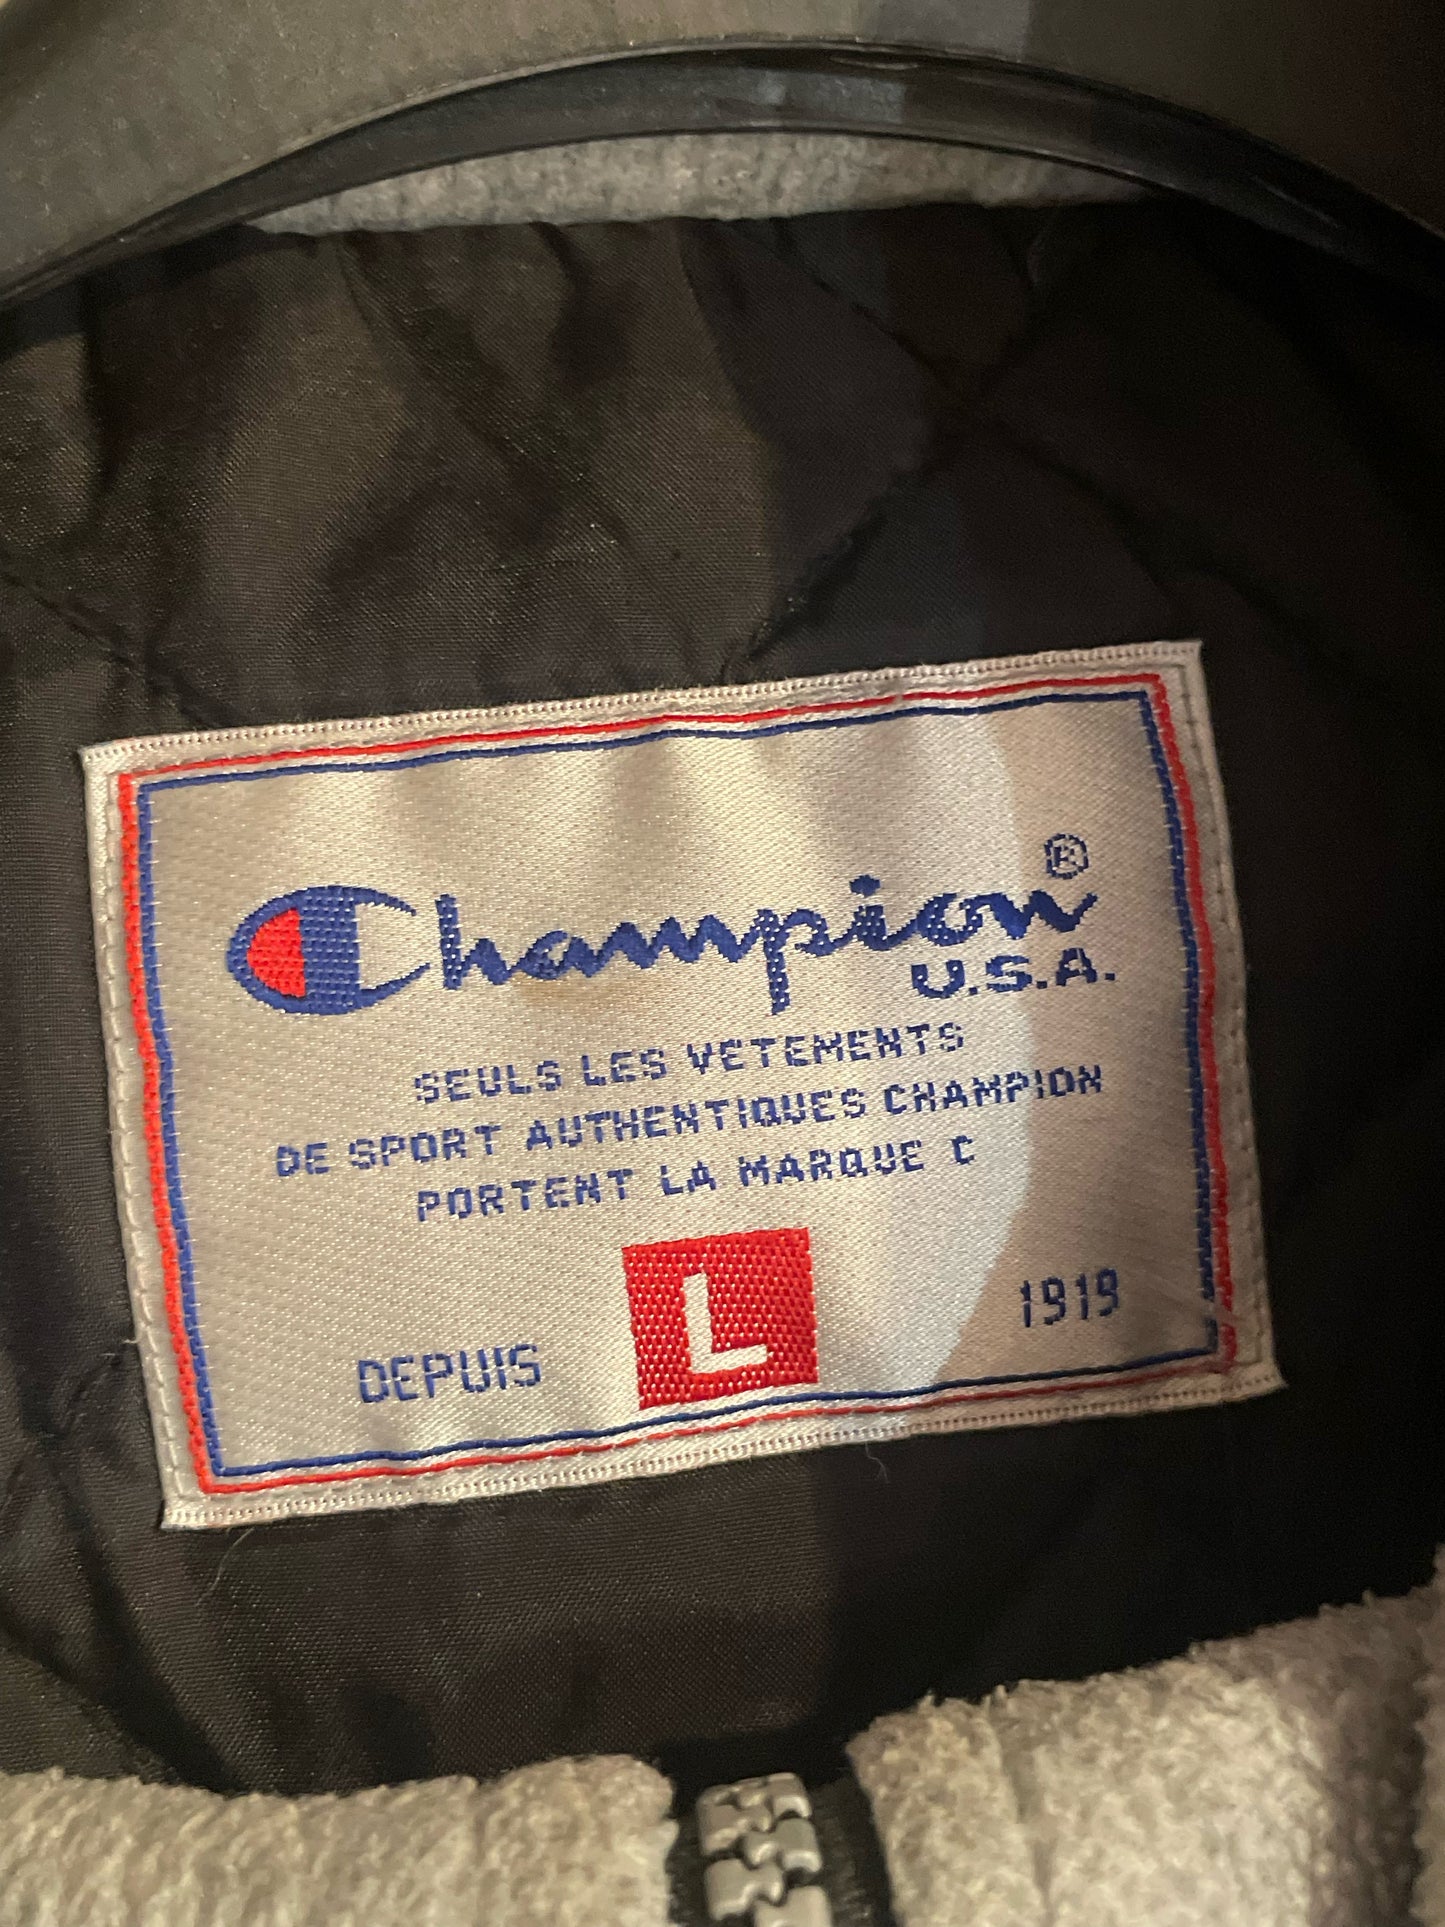 Champion®
U.S.A.
SEULS LES VETEMENTS
DE SPORT AUTHENTIQUES CHAMPION
PORTENT LA MARQUE C
L
DEPUIS 1919